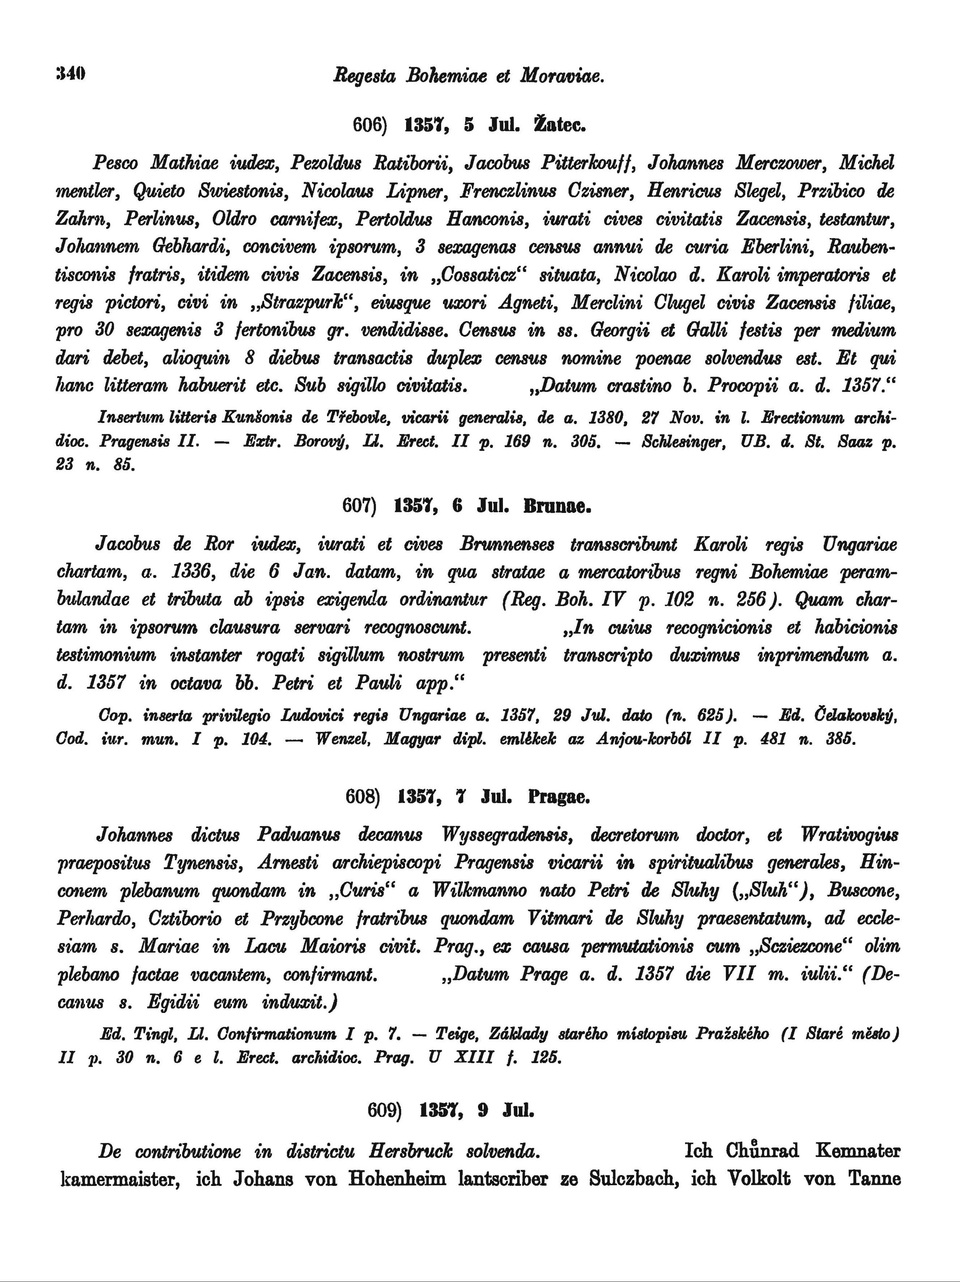 340
Regesta Bohemiae et Moraviae.
606) 1357, 5 Jul. Žatec.
Pesco Mathiae iudex, Pezoldus Ratiborii, Jacobus Pitterkouff, Johannes Merczower, Michel
mentler, Quieto Swiestonis, Nicolaus Lipner, Frenczlinus Czisner, Henricus Slegel, Przibico de
Zahrn, Perlinus, Oldro carnifex, Pertoldus Hanconis, iurati cives civitatis Zacensis, testantur,
Johannem Gebhardi, concivem ipsorum, 3 sexagenas census annui de curia Eberlini, Rauben-
tisconis fratris, itidem civis Zacensis, in „Cossaticz“ situata, Nicolao d. Karoli imperatoris et
regis pictori, civi in „Strazpurk“, eiusque uxori Agneti, Merclini Clugel civis Zacensis filiae,
pro 30 sexagenis 3 fertonibus gr. vendidisse. Census in ss. Georgii et Galli festis per medium
dari debet, alioquin 8 diebus transactis duplex census nomine poenae solvendus est. Et qui
hanc litteram habuerit etc. Sub sigillo civitatis. „Datum crastino b. Procopii a. d. 1357.“
Insertum litteris Kunšonis de Třebovle, vicarii generalis, de a. 1380, 27 Nov. in l. Erectionum archi-
dioc. Pragensis II. — Extr. Borový, Ll. Erect. II p. 169 n. 305. — Schlesinger, UB. d. St. Saaz p.
23 n. 85.
607) 1357, 6 Jul. Brunae.
Jacobus de Ror iudex, iurati et cives Brunnenses transscribunt Karoli regis Ungariae
chartam, a. 1336, die 6 Jan. datam, in qua stratae a mercatoribus regni Bohemiae peram-
bulandae et tributa ab ipsis exigenda ordinantur (Reg. Boh. IV p. 102 n. 256). Quam char-
tam in ipsorum clausura servari recognoscunt. „In cuius recognicionis et habicionis
testimonium instanter rogati sigillum nostrum presenti transcripto duximus inprimendum a.
d. 1357 in octava bb. Petri et Pauli app.“
Cop. inserta privilegio Ludovici regis Ungariae a. 1357, 29 Jul. dato (n. 625). — Ed. Čelakovský,
Cod. iur. mun. I p. 104. — Wenzel, Magyar dipl. emlékek az Anjou-korból II p. 481 n. 385.
608) 1357, 7 Jul. Pragae.
Johannes dictus Paduanus decanus Wyssegradensis, decretorum doctor, et Wrativogius
praepositus Tynensis, Arnesti archiepiscopi Pragensis vicarii in spiritualibus generales, Hin-
conem plebanum quondam in „Curis“ a Wilkmanno nato Petri de Sluhy („Sluh“), Buscone,
Perhardo, Cztiborio et Przybcone fratribus quondam Vitmari de Sluhy praesentatum, ad eccle-
siam s. Mariae in Lacu Maioris civit. Prag., ex causa permutationis cum „Scziezcone“ olim
plebano factae vacantem, confirmant. „Datum Prage a. d. 1357 die VII m. iulii.“ (De-
canus s. Egidii eum induxit.)
Ed. Tingl, Ll. Confirmationum I p. 7. — Teige, Základy starého místopisu Pražského (I Staré město)
II p. 30 n. 6 e l. Erect. archidioc. Prag. U XIII f. 125.
609) 1357, 9 Jul.
De contributione in districtu Hersbruck solvenda. Ich Chůnrad Kemnater
kamermaister, ich Johans von Hohenheim lantscriber ze Sulczbach, ich Volkolt von Tanne